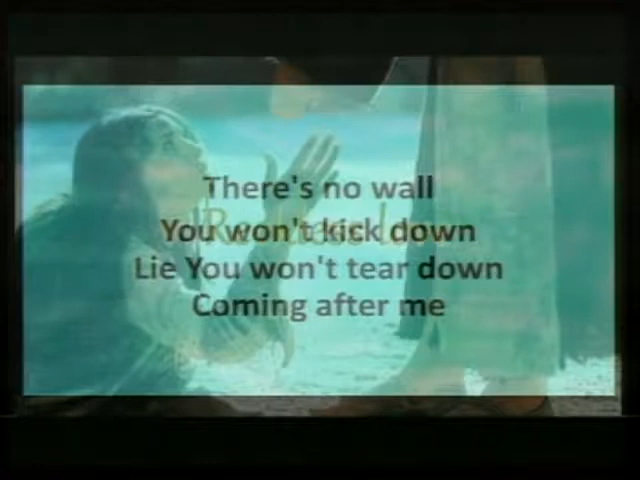 There's no wall
You won't kick down
Lie You won't tear down
Coming after me